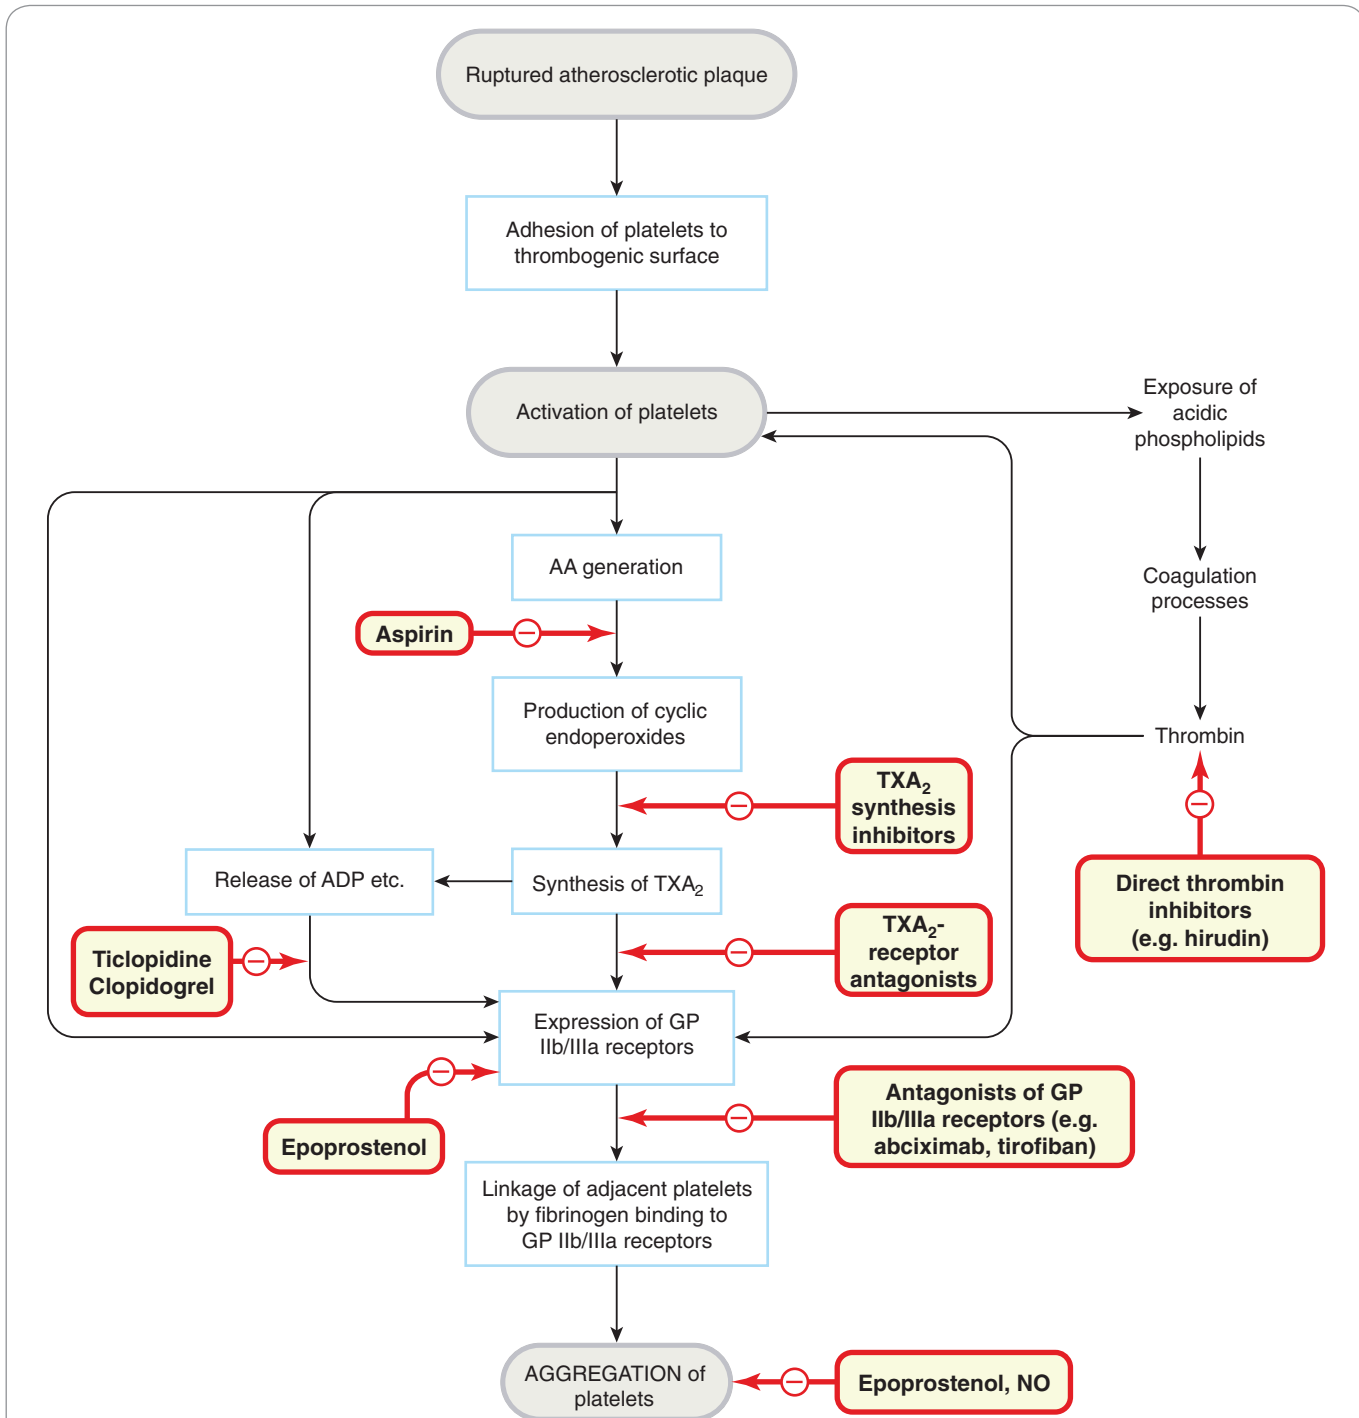 Ruptured atherosclerotic plaque
Adhesion of platelets to
thrombogenic surface
Activation of platelets
Exposure of
acidic
phospholipids
AA generation
Coagulation
processes
Aspirin
Production of cyclic
endoperoxides
Thrombin
TXA₂
synthesis
inhibitors
Release of ADP etc.
Synthesis of TXA₂
Direct thrombin
inhibitors
(e.g. hirudin)
Ticlopidine
Clopidogrel
TXA₂-
receptor
antagonists
Expression of GP
IIb/IIIa receptors
Epoprostenol
Antagonists of GP
IIb/IIIa receptors (e.g.
abciximab, tirofiban)
Linkage of adjacent platelets
by fibrinogen binding to
GP IIb/IIIa receptors
AGGREGATION of
platelets
Epoprostenol, NO